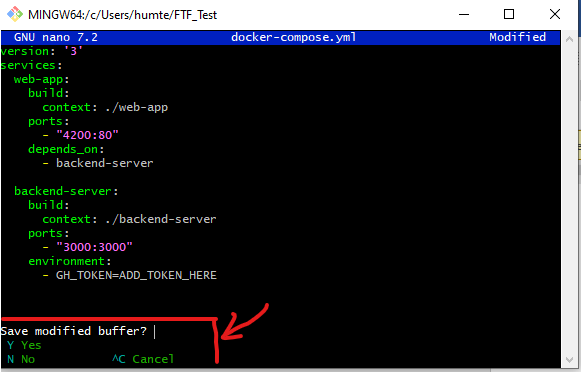 MINGW64:/c/Users/humte/FTF_Test
GNU nano 7.2 docker-compose.yml Modified
version: '3'
services:
  web-app:
    build:
      context: ./web-app
    ports:
      - "4200:80"
    depends_on:
      - backend-server

  backend-server:
    build:
      context: ./backend-server
    ports:
      - "3000:3000"
    environment:
      - GH_TOKEN=ADD_TOKEN_HERE

Save modified buffer?
Y Yes
N No ^C Cancel